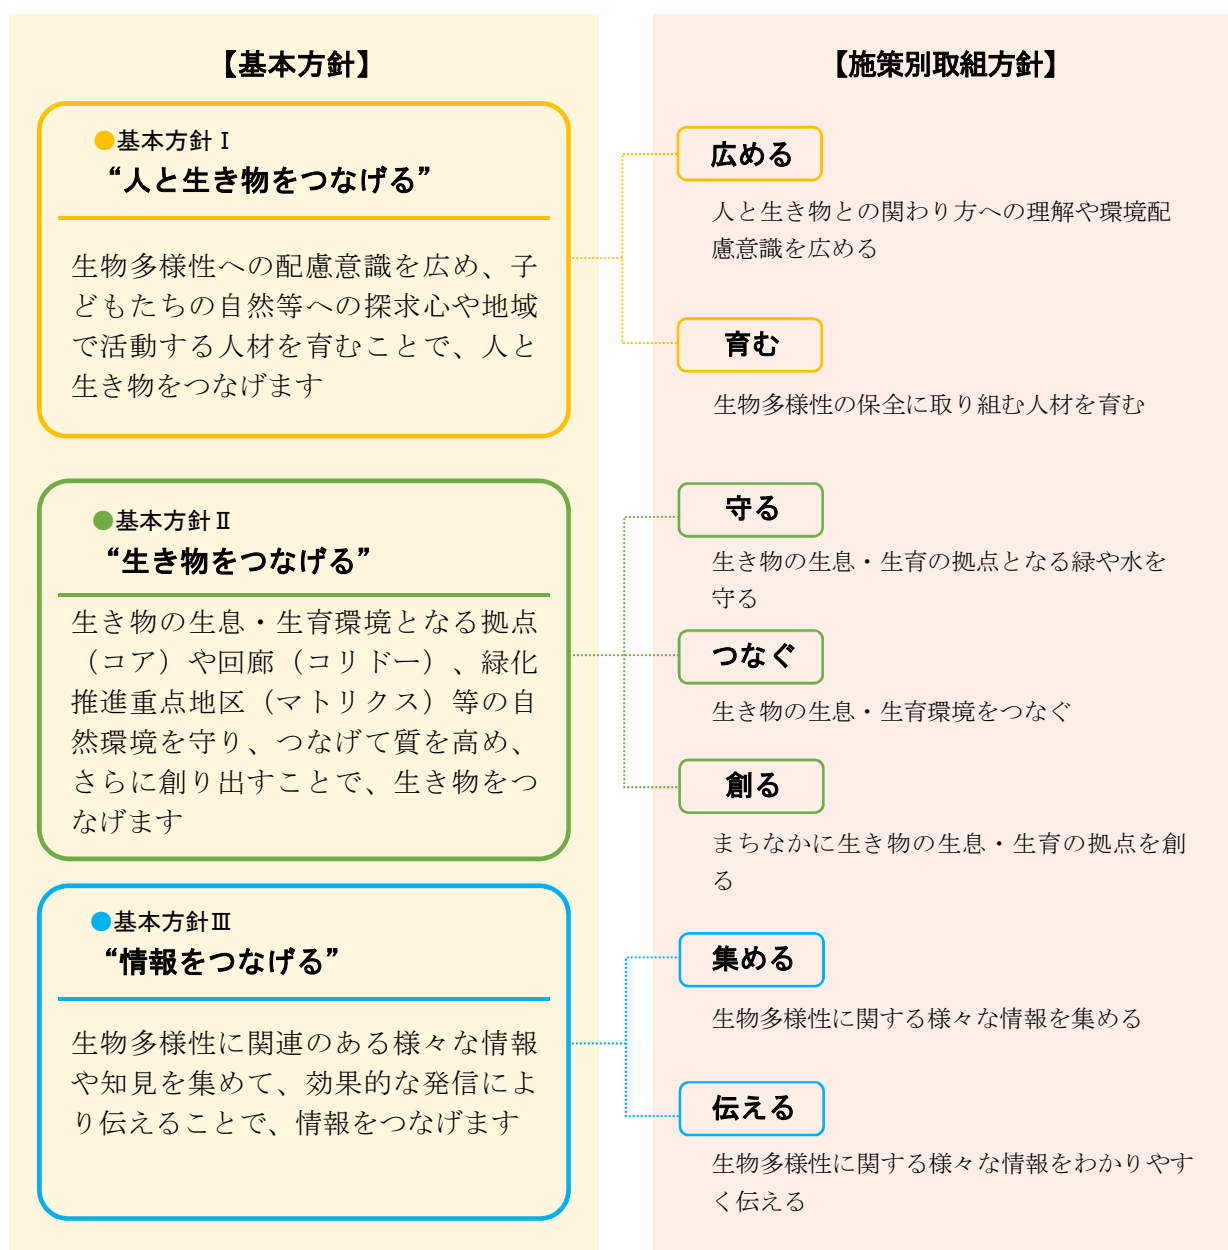 【基本方針】
●基本方針Ⅰ
“人と生き物をつなげる”
生物多様性への配慮意識を広め、子
どもたちの自然等への探求心や地域
で活動する人材を育むことで、人と
生き物をつなげます
●基本方針Ⅱ
“生き物をつなげる”
生き物の生息・生育環境となる拠点
（コア）や回廊（コリドー）、緑化
推進重点地区（マトリクス）等の自
然環境を守り、つなげて質を高め、
さらに創り出すことで、生き物をつ
なげます
●基本方針Ⅲ
“情報をつなげる”
生物多様性に関連のある様々な情報
や知見を集めて、効果的な発信によ
り伝えることで、情報をつなげます
【施策別取組方針】
広める
人と生き物との関わり方への理解や環境配
慮意識を広める
育む
生物多様性の保全に取り組む人材を育む
守る
生き物の生息・生育の拠点となる緑や水を
守る
つなぐ
生き物の生息・生育環境をつなぐ
創る
まちなかに生き物の生息・生育の拠点を創
る
集める
生物多様性に関する様々な情報を集める
伝える
生物多様性に関する様々な情報をわかりやす
く伝える